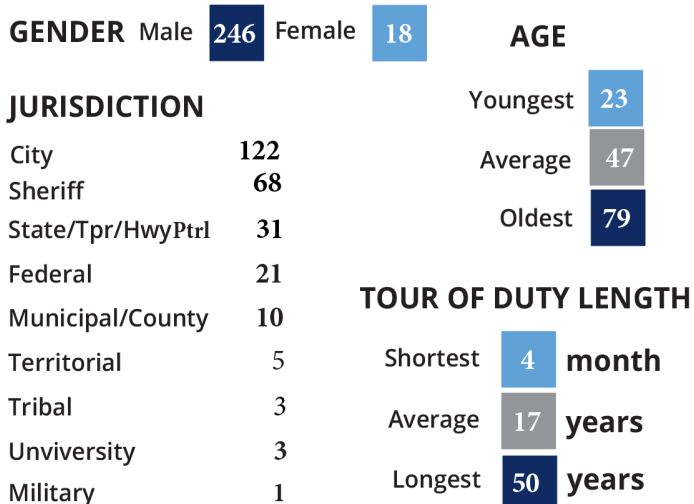 GENDER Male 246 Female 18
JURISDICTION
City 122
Sheriff 68
State/Tpr/HwyPtrl 31
Federal 21
Municipal/County 10
Territorial 5
Tribal 3
Unviversity 3
Military 1
AGE
Youngest 23
Average 47
Oldest 79
TOUR OF DUTY LENGTH
Shortest 4 month
Average 17 years
Longest 50 years